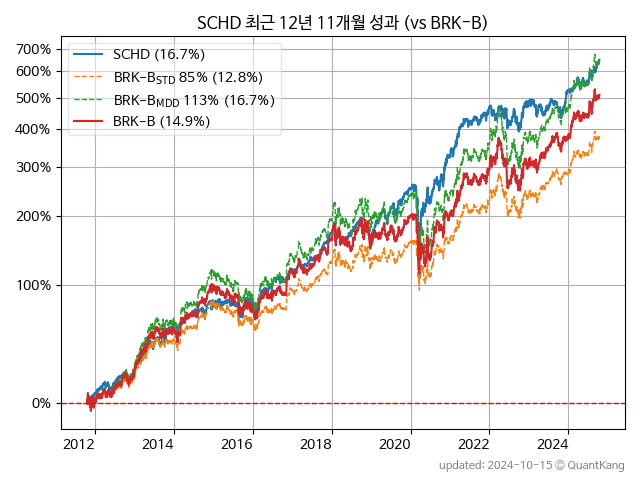 SCHD 최근 12년 11개월 성과 (vs BRK-B)
700%
600%
500%
400%
300%
200%
100%
0%
SCHD (16.7%)
BRK-BSTD 85% (12.8%)
BRK-BMDD 113% (16.7%)
BRK-B (14.9%)
2012 2014 2016 2018 2020 2022 2024
updated: 2024-10-15 © QuantKang